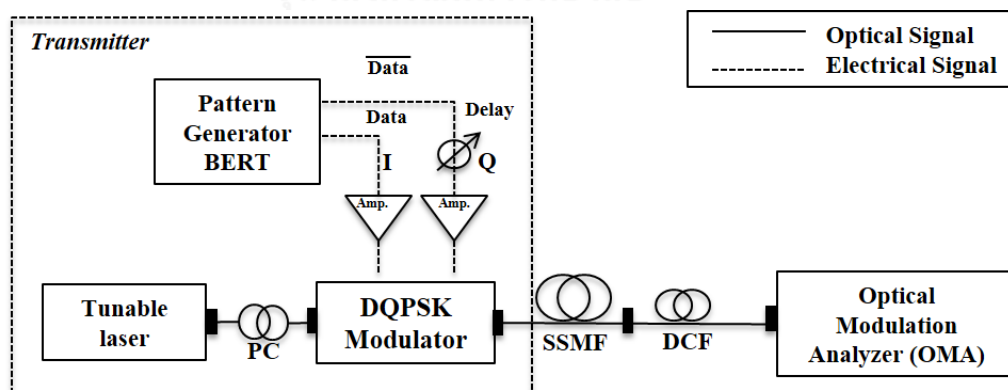 Transmitter
Optical Signal
Electrical Signal
Data
Pattern
Generator
BERT
Data
Delay
I
Q
Amp.
Amp.
Tunable
laser
PC
DQPSK
Modulator
SSMF
DCF
Optical
Modulation
Analyzer (OMA)